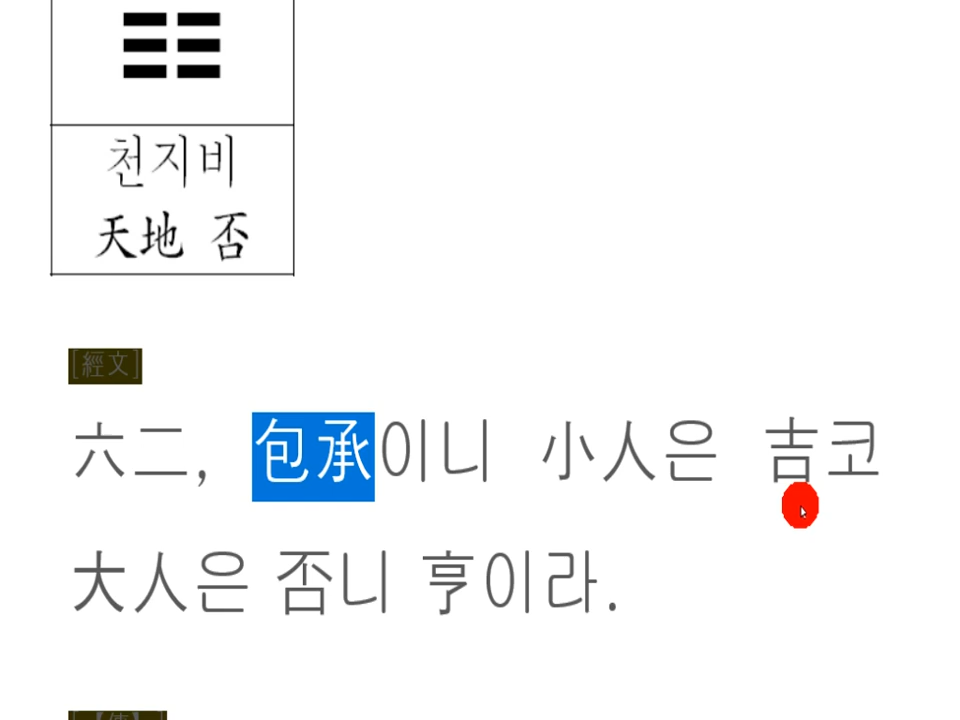 천지비
天地 否
[經文]
六二, 包承이니 小人은 吉코
大人은 否니 亨이라.